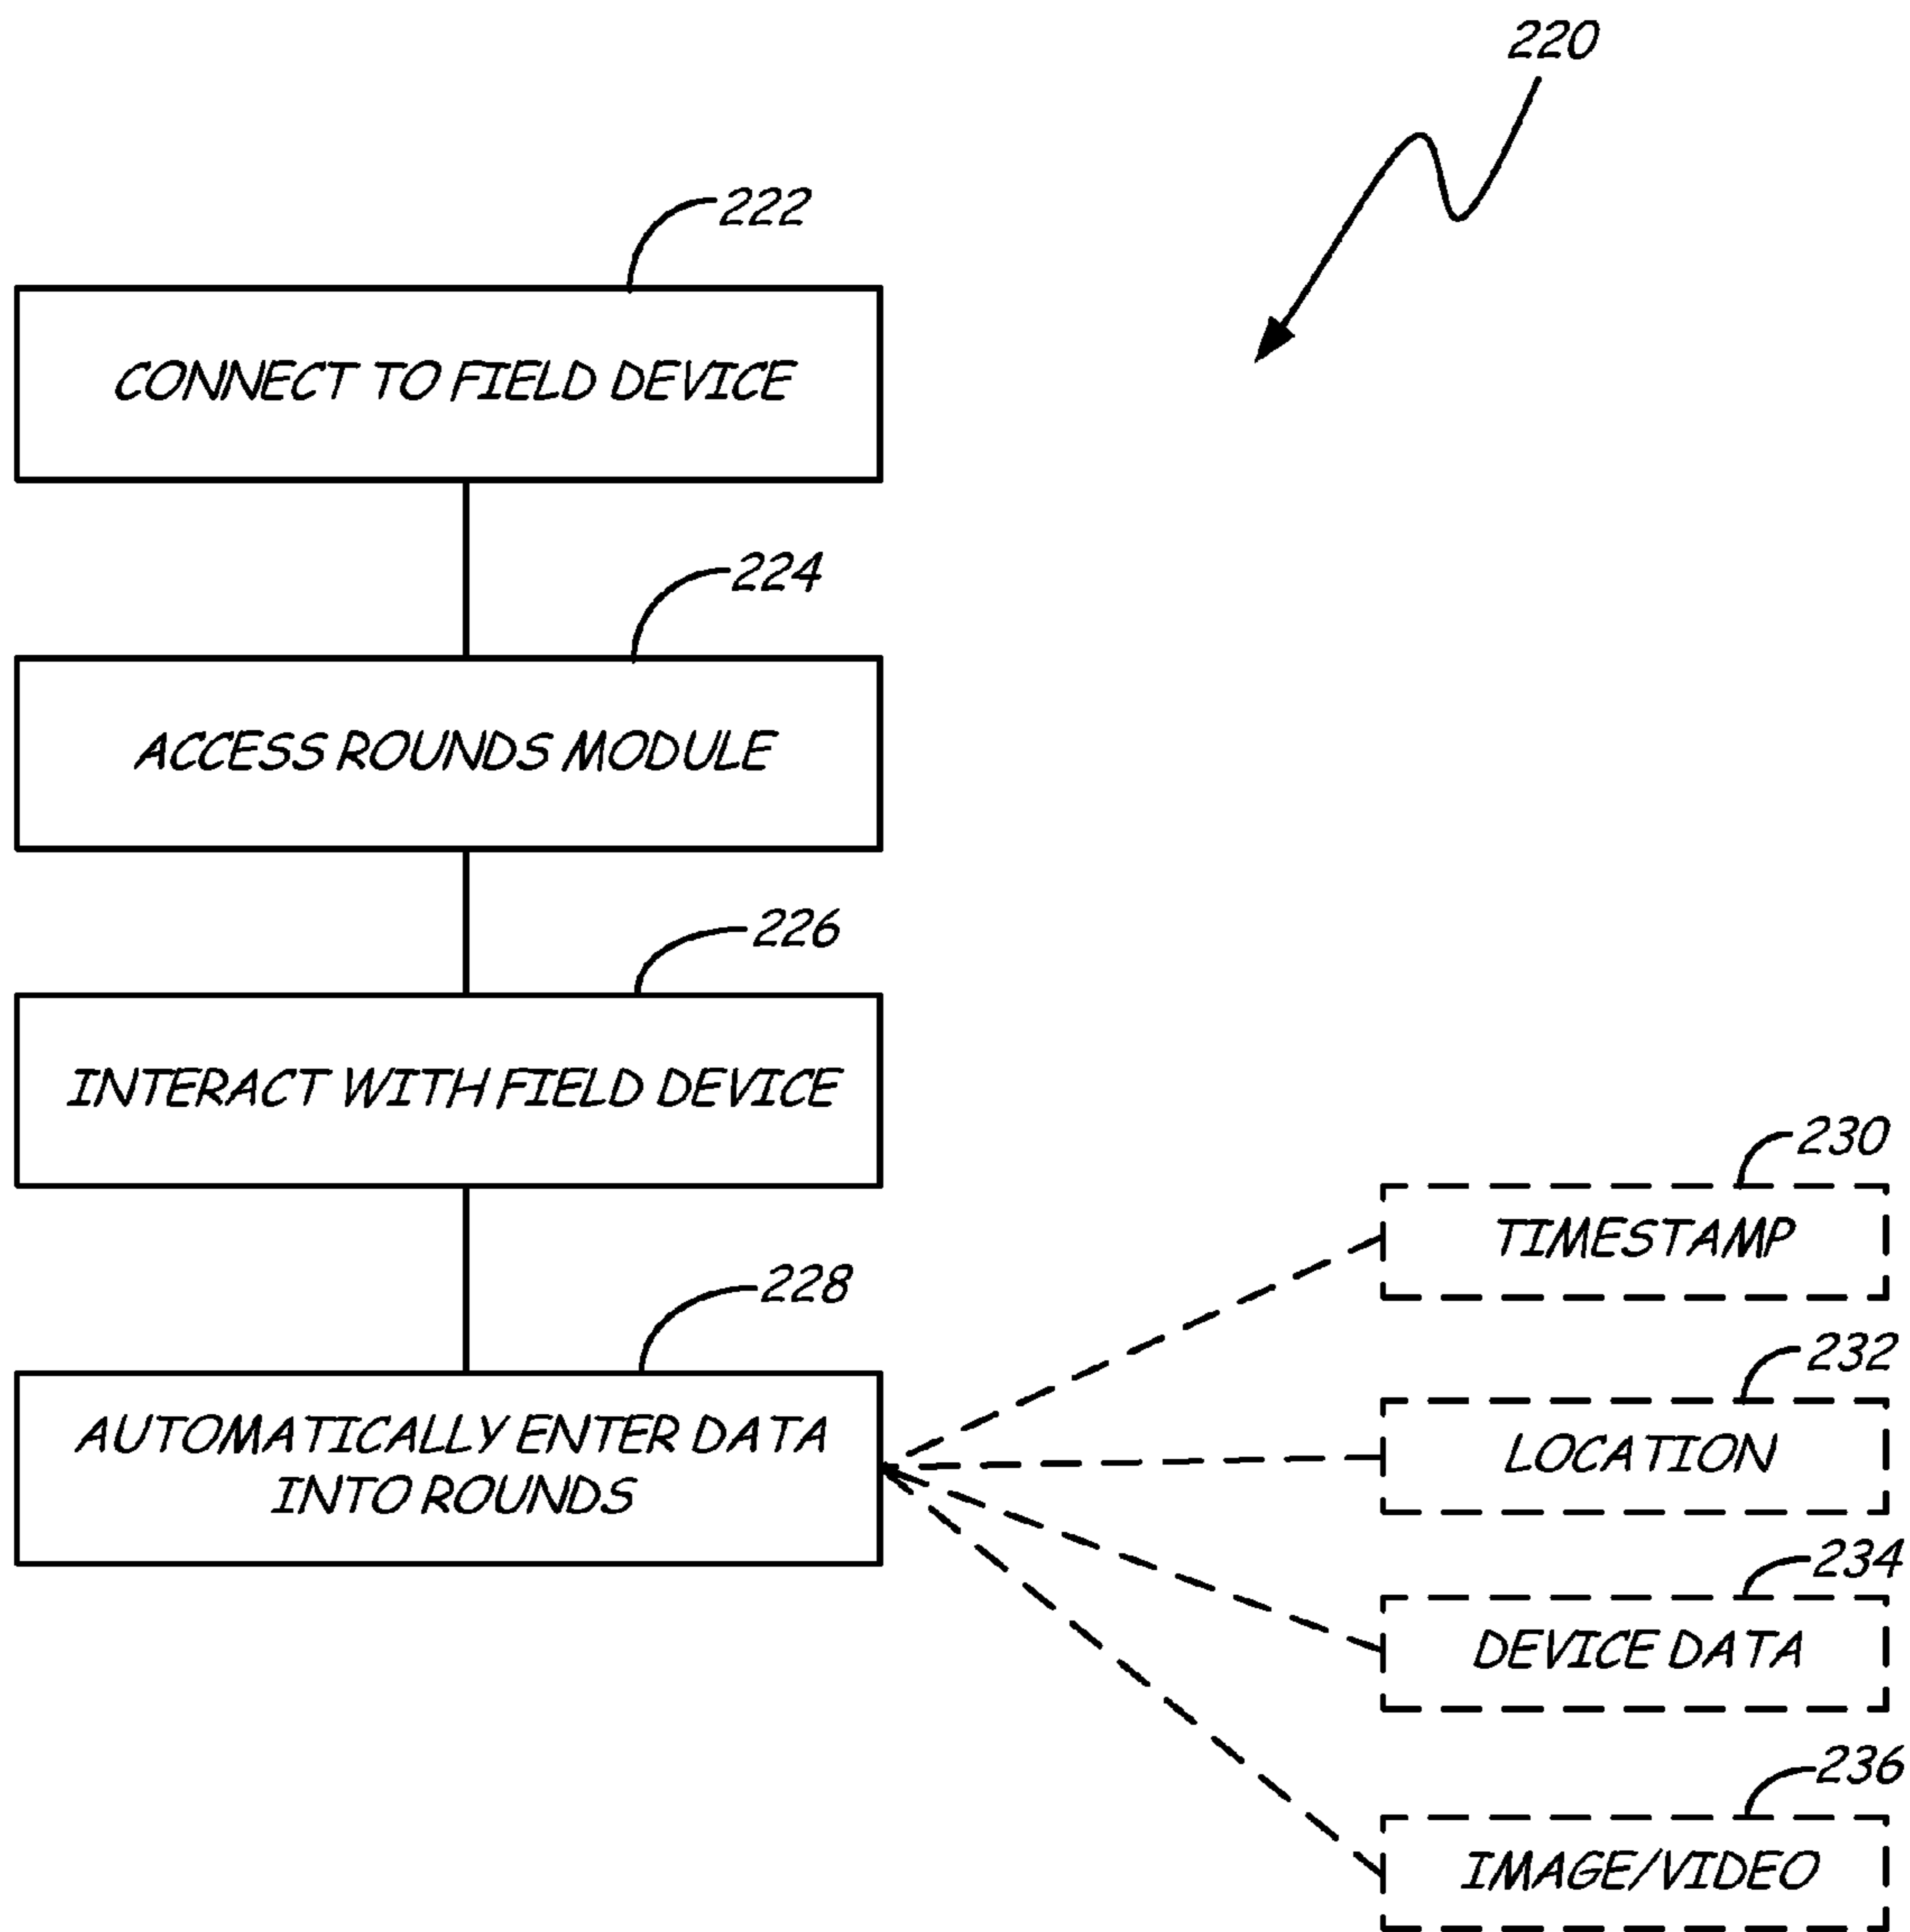 220
222
CONNECT TO FIELD DEVICE
224
ACCESS ROUNDS MODULE
226
INTERACT WITH FIELD DEVICE
228
AUTOMATICALLY ENTER DATA
INTO ROUNDS
230
TIMESTAMP
232
LOCATION
234
DEVICE DATA
236
IMAGE/VIDEO